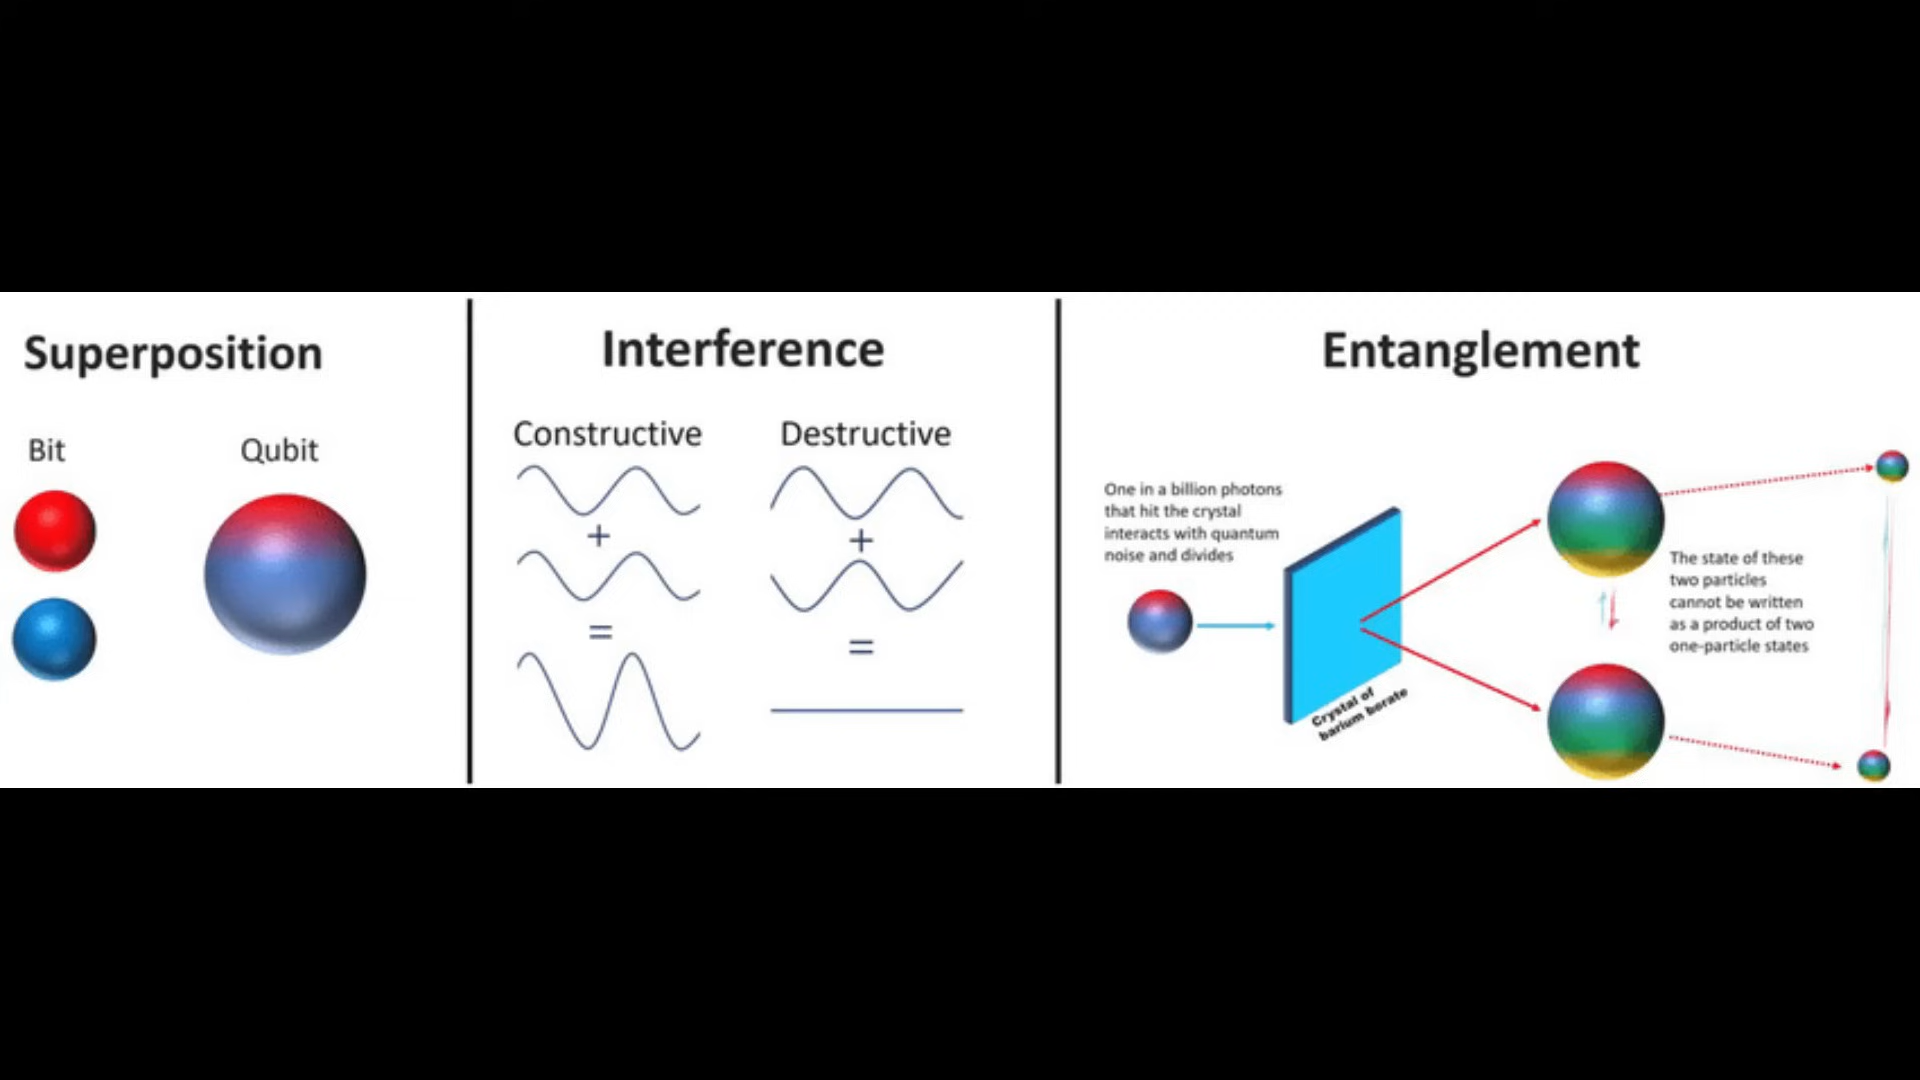 Superposition
Bit
Qubit
Interference
Constructive
Destructive
+
+
=
=
Entanglement
One in a billion photons
that hit the crystal
interacts with quantum
noise and divides
Crystal of
barium borate
The state of these
two particles
cannot be written
as a product of two
one-particle states